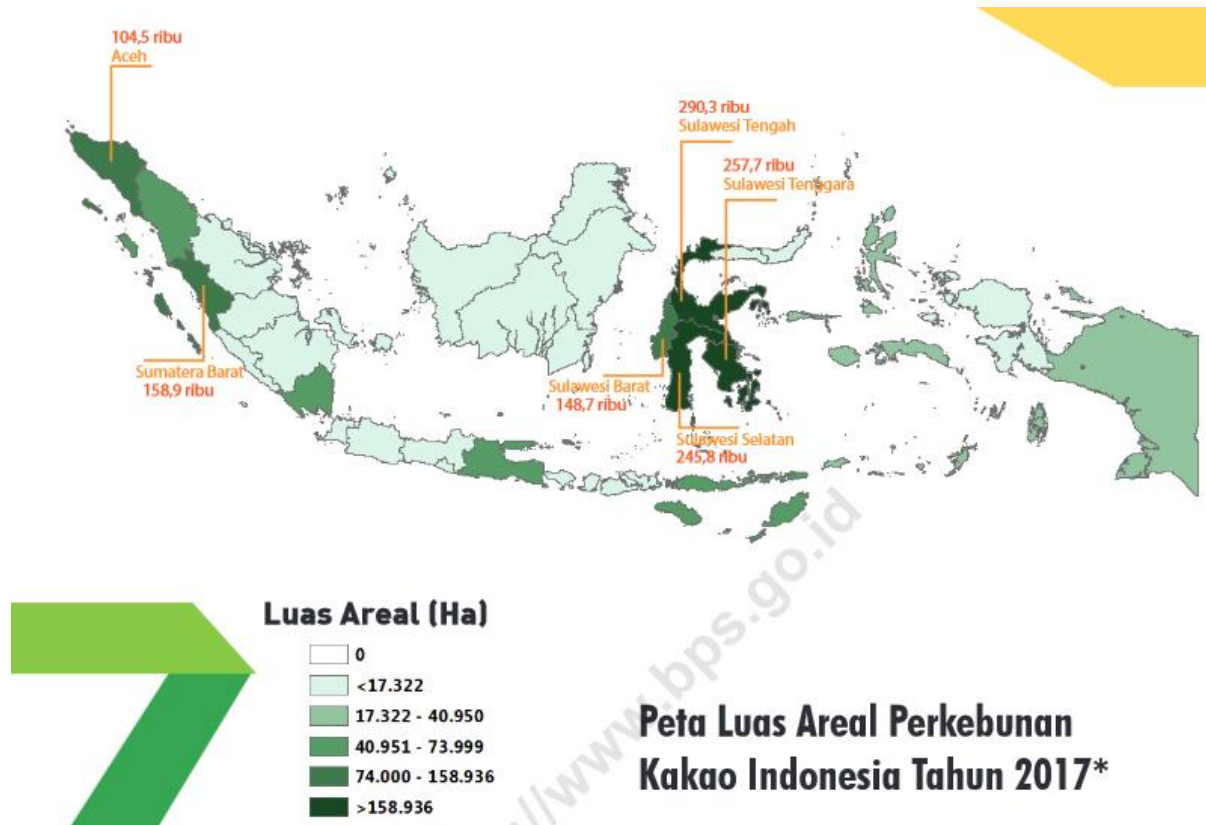 104,5 ribu
Aceh
290,3 ribu
Sulawesi Tengah
257,7 ribu
Sulawesi Tenggara
Sumatera Barat
158,9 ribu
Sulawesi Barat
148,7 ribu
Sulawesi Selatan
245,8 ribu
Luas Areal (Ha)
0
<17.322
17.322 - 40.950
40.951 - 73.999
74.000 - 158.936
>158.936
Peta Luas Areal Perkebunan
Kakao Indonesia Tahun 2017*
//www.bps.go.id